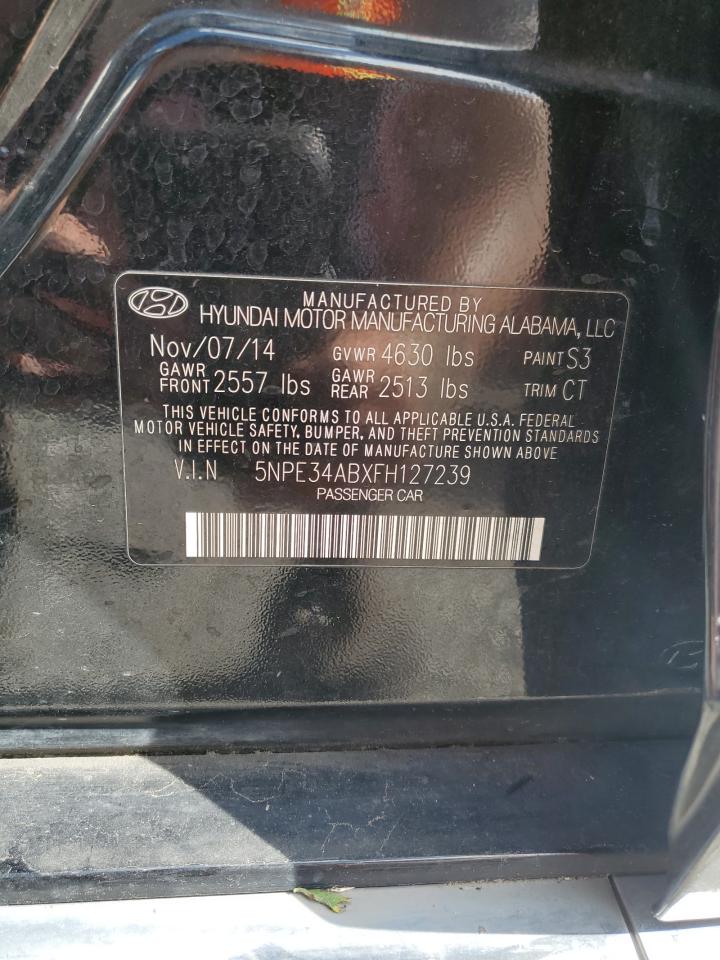 MANUFACTURED BY
HYUNDAI MOTOR MANUFACTURING ALABAMA, LLC
Nov/07/14 GVWR 4630 lbs PAINT S3
GAWR FRONT 2557 lbs GAWR REAR 2513 lbs TRIM CT
THIS VEHICLE CONFORMS TO ALL APPLICABLE U.S.A. FEDERAL
MOTOR VEHICLE SAFETY, BUMPER, AND THEFT PREVENTION STANDARDS
IN EFFECT ON THE DATE OF MANUFACTURE SHOWN ABOVE
V.I.N 5NPE34ABXFH127239
PASSENGER CAR